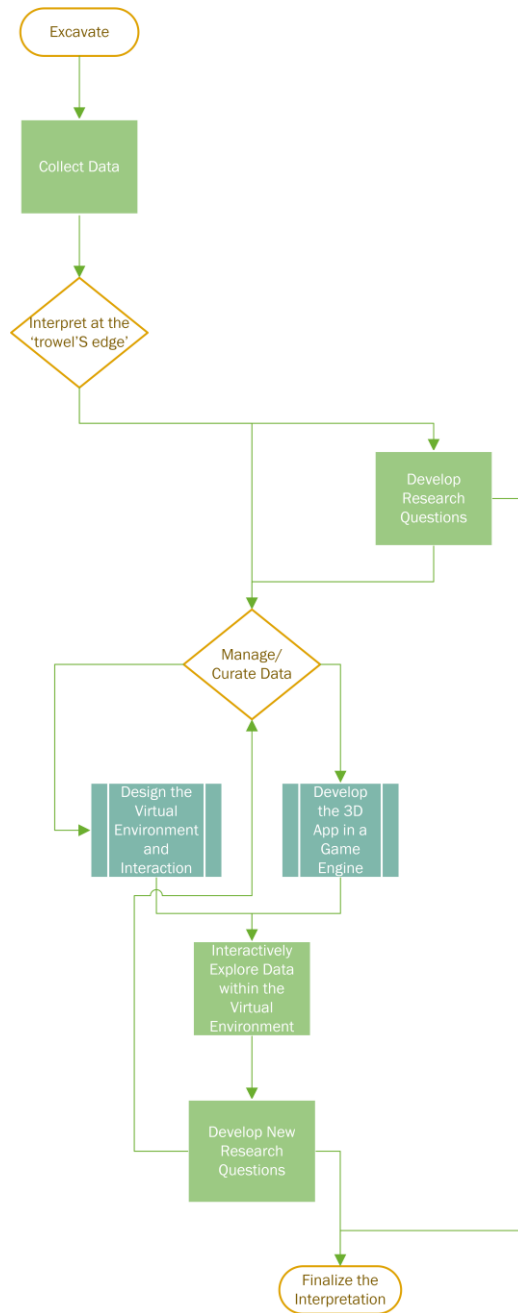 Excavate
Collect Data
Interpret at the
‘trowel’S edge’
Develop
Research
Questions
Manage/
Curate Data
Design the
Virtual
Environment
and
Interaction
Develop
the 3D
App in a
Game
Engine
Interactively
Explore Data
within the
Virtual
Environment
Develop New
Research
Questions
Finalize the
Interpretation